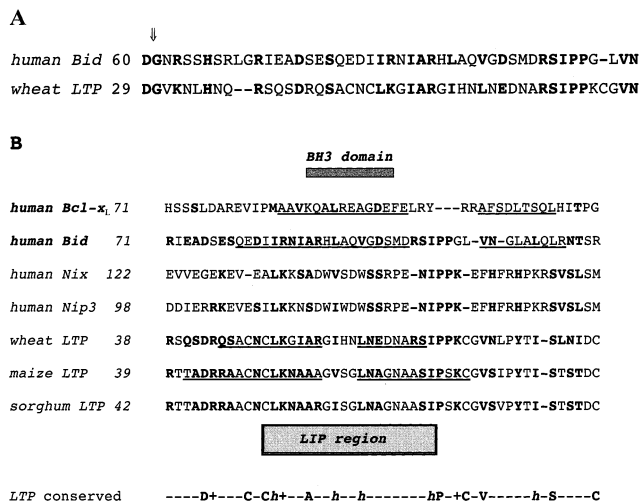 A
⇓
human Bid 60 DGNRSSHSRLGRIEADSESQEDIIRNIARHLAQVGDSMDRSIPPG-LVN
wheat LTP 29 DGVKNLHNQ--RSQSDRQSACNCLKGIARGIHNLNEDNARSIPPKCGVN
B
BH3 domain
human Bcl-xL 71 HSSSLDAREVIPMAAVKQALREAGDEFELRY---RRAFSDLTSQLHITPG
human Bid 71 RIEADSESQEDIIRNIARHLAQVGDSMDRSIPPGL-VN-GLALQLRNTSR
human Nix 122 EVVEGEKEV-EALKKSADWVSDWSSRPE-NIPPK-EFHFRHPKRSVSLSM
human Nip3 98 DDIERRKEVESILKKNSDWIWDWSSRPE-NIPPK-EFHFRHPKRSVSLSM
wheat LTP 38 RSQSDRQSACNCLKGIARGIHNLNEDNARSIPPKCGVNLPYTI-SLNIDC
maize LTP 39 RTTADRRAACNCLKNAAAGVSGLNAGNAASIPSKCGVSIPYTI-STSTDC
sorghum LTP 42 RTTADRRAACNCLKNAARGISGLNAGNAASIPSKCGVSVPYTI-STSTDC
LIP region
LTP conserved ----D+---C-Ch+--A--h--h-------hP-+C-V-----h-S----C